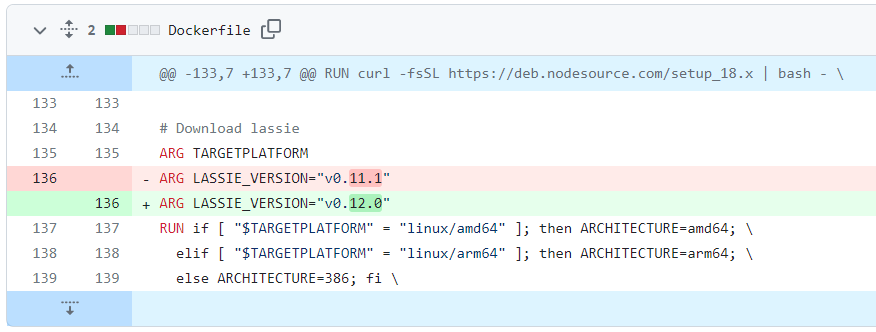 2 Dockerfile
@@ -133,7 +133,7 @@ RUN curl -fsSL https://deb.nodesource.com/setup_18.x | bash - \
133 133
134 134 # Download lassie
135 135 ARG TARGETPLATFORM
136 - ARG LASSIE_VERSION="v0.11.1"
136 + ARG LASSIE_VERSION="v0.12.0"
137 137 RUN if [ "$TARGETPLATFORM" = "linux/amd64" ]; then ARCHITECTURE=amd64; \
138 138 elif [ "$TARGETPLATFORM" = "linux/arm64" ]; then ARCHITECTURE=arm64; \
139 139 else ARCHITECTURE=386; fi \